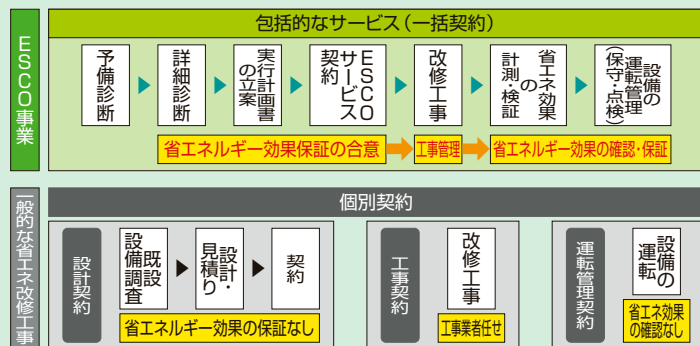 ESCO事業
包括的なサービス（一括契約）
予備診断
詳細診断
実行計画書
の立案
ESCO
サービス
契約
改修工事
省エネ効果
の
計測・検証
設備の
運転管理
（保守・点検）
省エネルギー効果保証の合意
工事管理
省エネルギー効果の確認・保証
一般的な省エネ改修工事
個別契約
設計契約
既設
設備調査
設計・
見積り
契約
省エネルギー効果の保証なし
工事契約
改修工事
工事業者任せ
運転管理契約
設備の
運転
省エネ効果
の確認なし